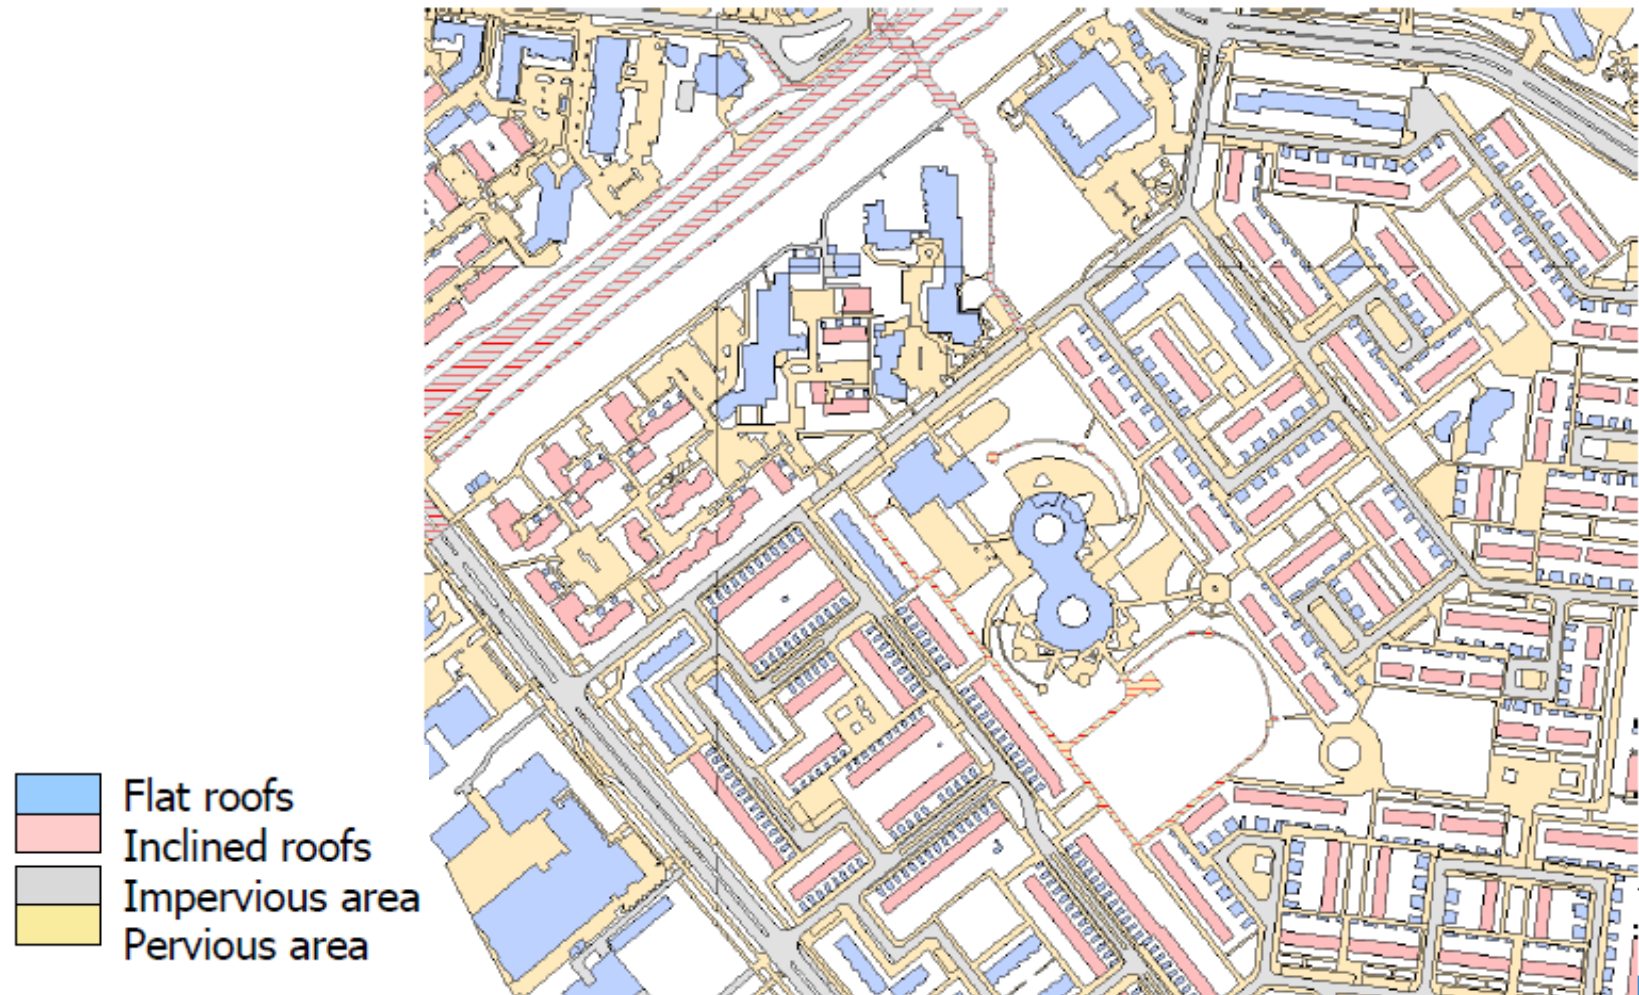 Flat roofs
Inclined roofs
Impervious area
Pervious area